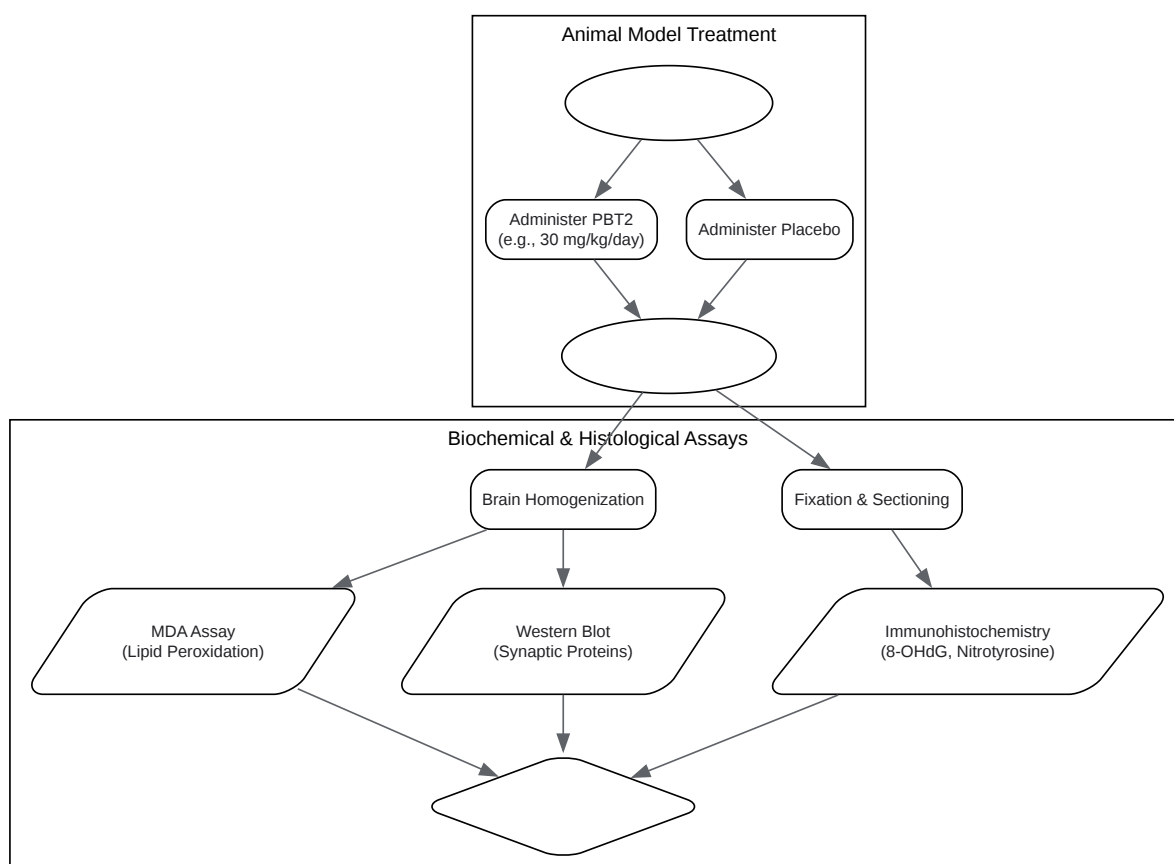 Animal Model Treatment
Administer PBT2
(e.g., 30 mg/kg/day)
Administer Placebo
Biochemical & Histological Assays
Brain Homogenization
Fixation & Sectioning
MDA Assay
(Lipid Peroxidation)
Western Blot
(Synaptic Proteins)
Immunohistochemistry
(8-OHdG, Nitrotyrosine)